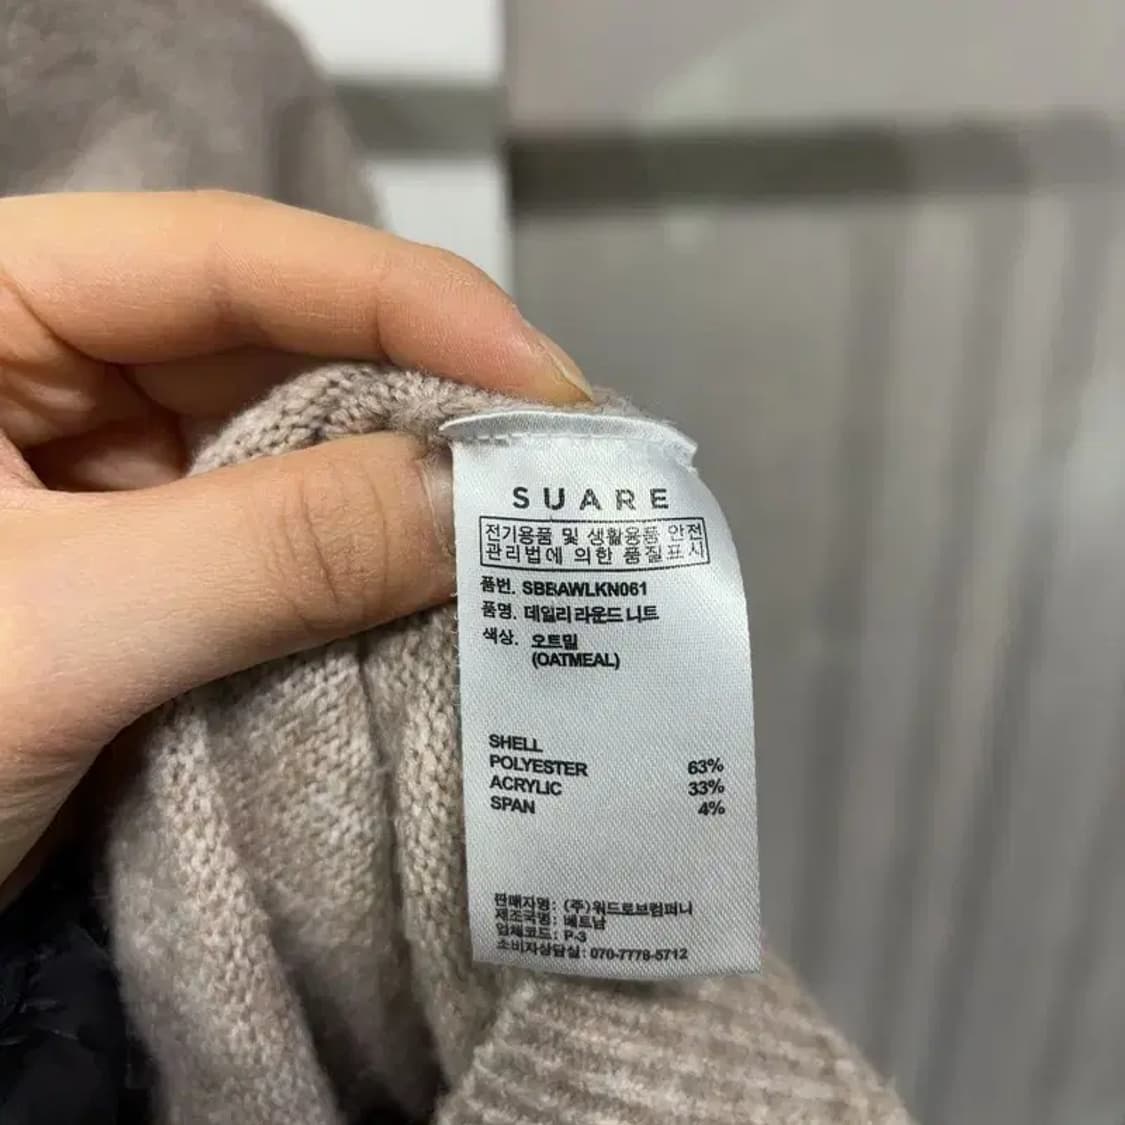 SUARE
전기용품 및 생활용품 안전
관리법에 의한 품질표시
품번. SBBAWLKN061
품명. 데일리 라운드 니트
색상. 오트밀
(OATMEAL)
SHELL
POLYESTER 63%
ACRYLIC 33%
SPAN 4%
판매자명: (주)워드로브컴퍼니
제조국명: 베트남
업체코드: P-3
소비자상담실: 070-7778-5712